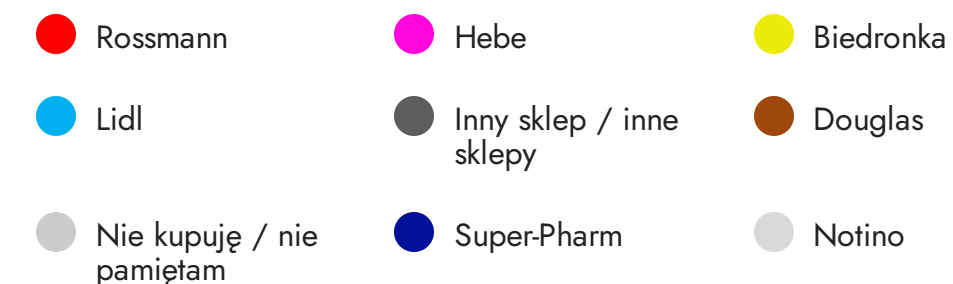 Rossmann
Hebe
Biedronka
Lidl
Inny sklep / inne
sklepy
Douglas
Nie kupuję / nie
pamiętam
Super-Pharm
Notino